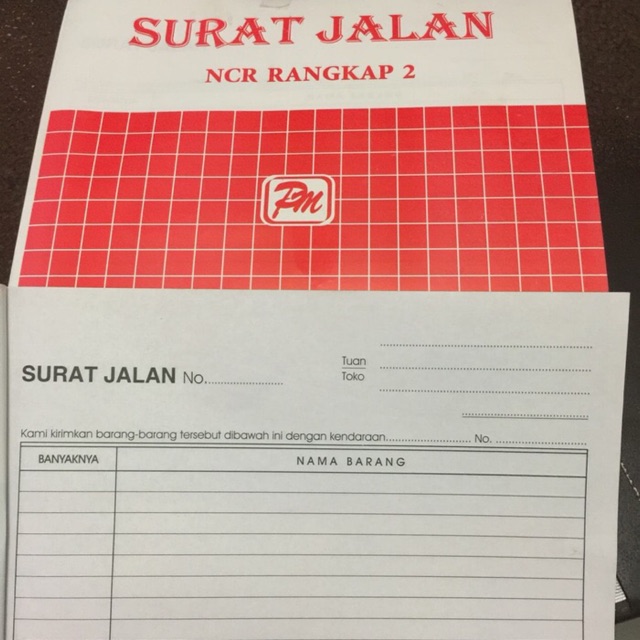 SURAT JALAN
NCR RANGKAP 2
PM
Tuan
SURAT JALAN No.......................
Toko
Kami kirimkan barang-barang tersebut dibawah ini dengan kendaraan......................... No. ...........................
BANYAKNYA NAMA BARANG